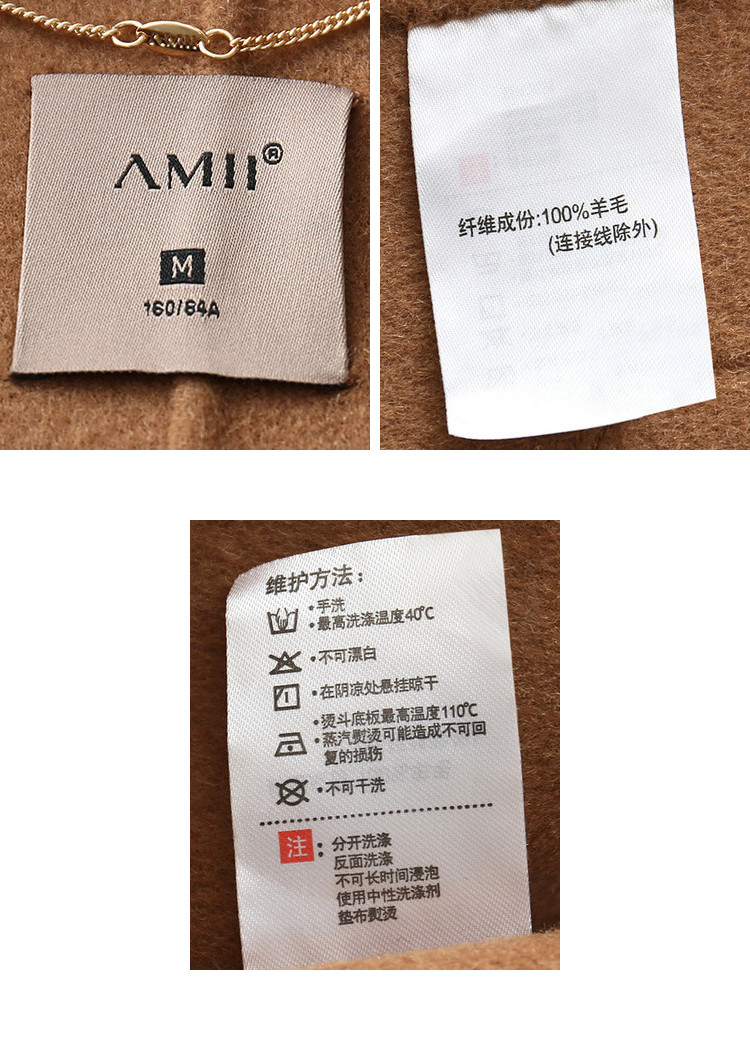 AMII®
M
160/84A
纤维成份:100%羊毛
(连接线除外)
维护方法：
•手洗
•最高洗涤温度40℃
•不可漂白
•在阴凉处悬挂晾干
•烫斗底板最高温度110℃
•蒸汽熨烫可能造成不可回
复的损伤
•不可干洗
注：分开洗涤
反面洗涤
不可长时间浸泡
使用中性洗涤剂
垫布熨烫